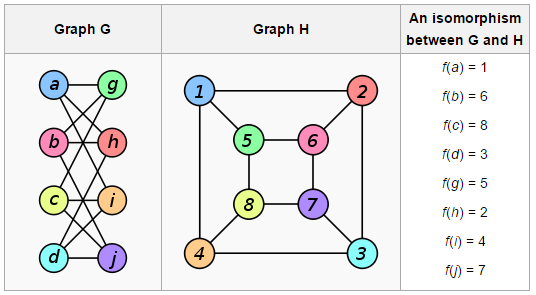 Graph G
Graph H
An isomorphism
between G and H
a
g
b
h
c
i
d
j
1
2
5
6
8
7
4
3
f(a) = 1
f(b) = 6
f(c) = 8
f(d) = 3
f(g) = 5
f(h) = 2
f(i) = 4
f(j) = 7